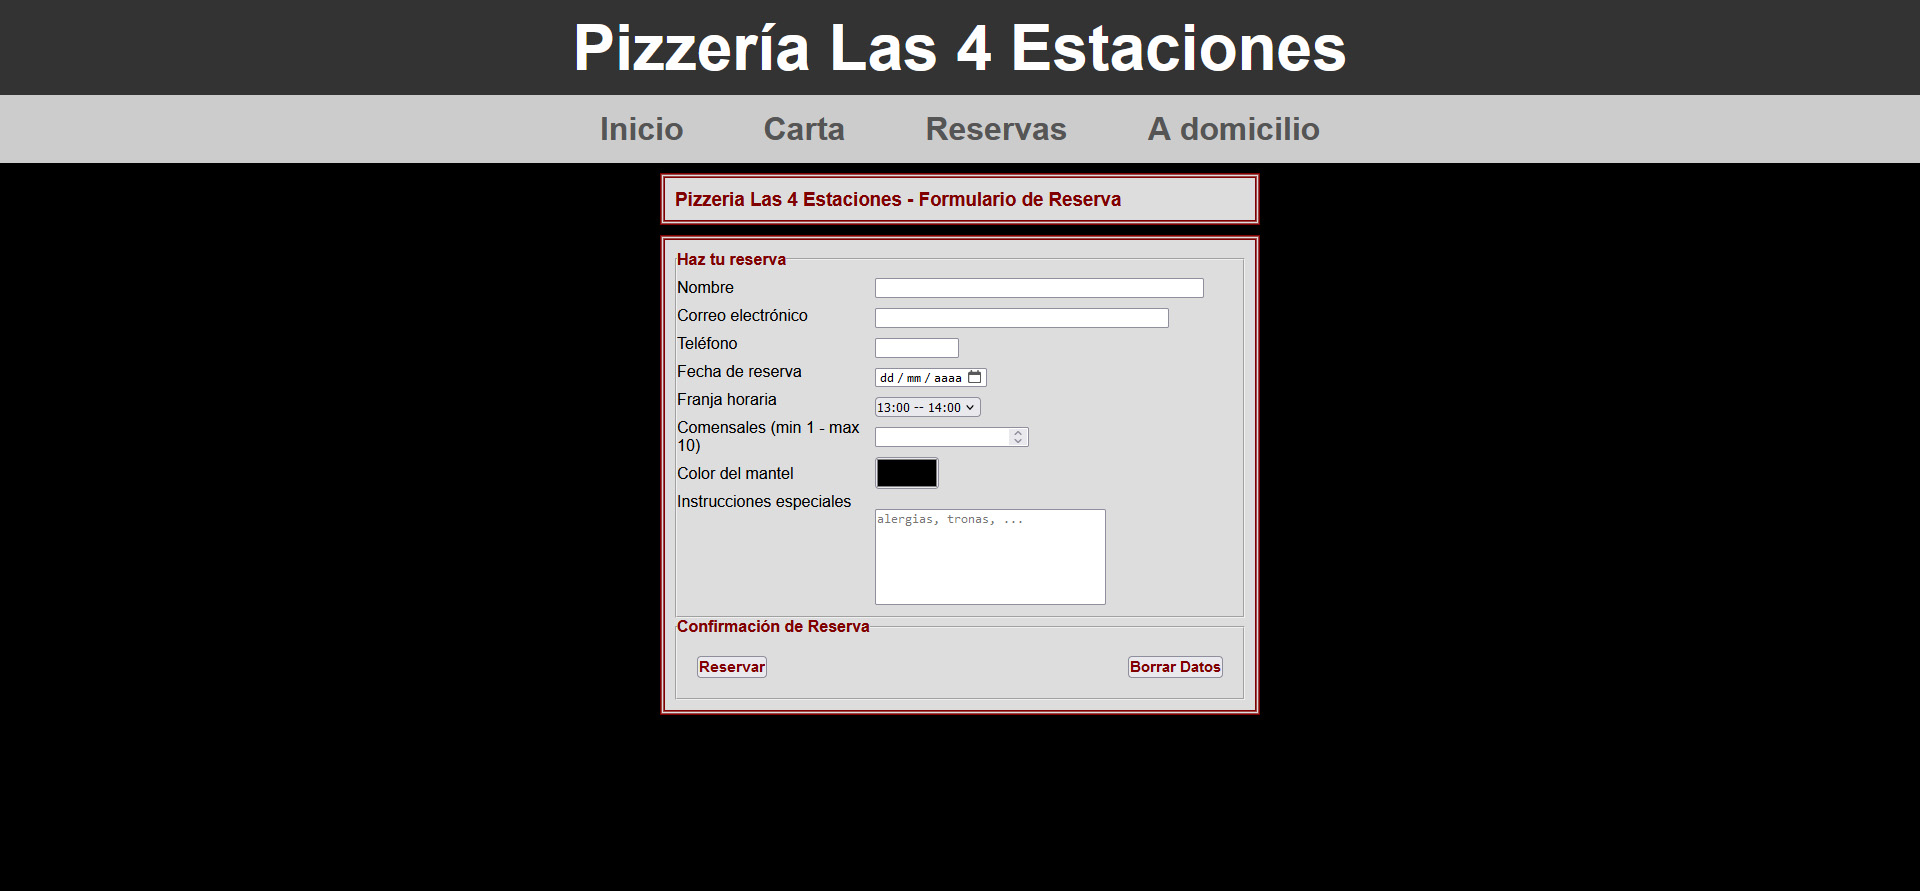 Pizzería Las 4 Estaciones
Inicio Carta Reservas A domicilio
Pizzeria Las 4 Estaciones - Formulario de Reserva
Haz tu reserva
Nombre
Correo electrónico
Teléfono
Fecha de reserva dd / mm / aaaa
Franja horaria 13:00 -- 14:00
Comensales (min 1 - max
10)
Color del mantel
Instrucciones especiales
alergias, tronas, ...
Confirmación de Reserva
Reservar Borrar Datos